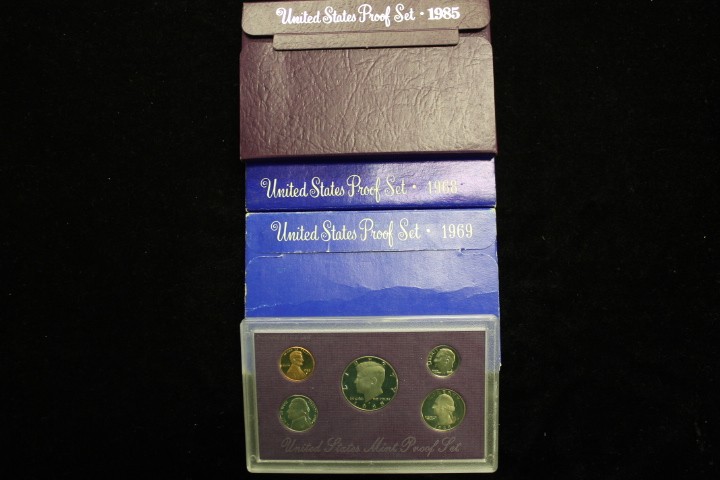 United States Proof Set · 1985
United States Proof Set · 1968
United States Proof Set · 1969
LIBERTY
United States Mint Proof Set